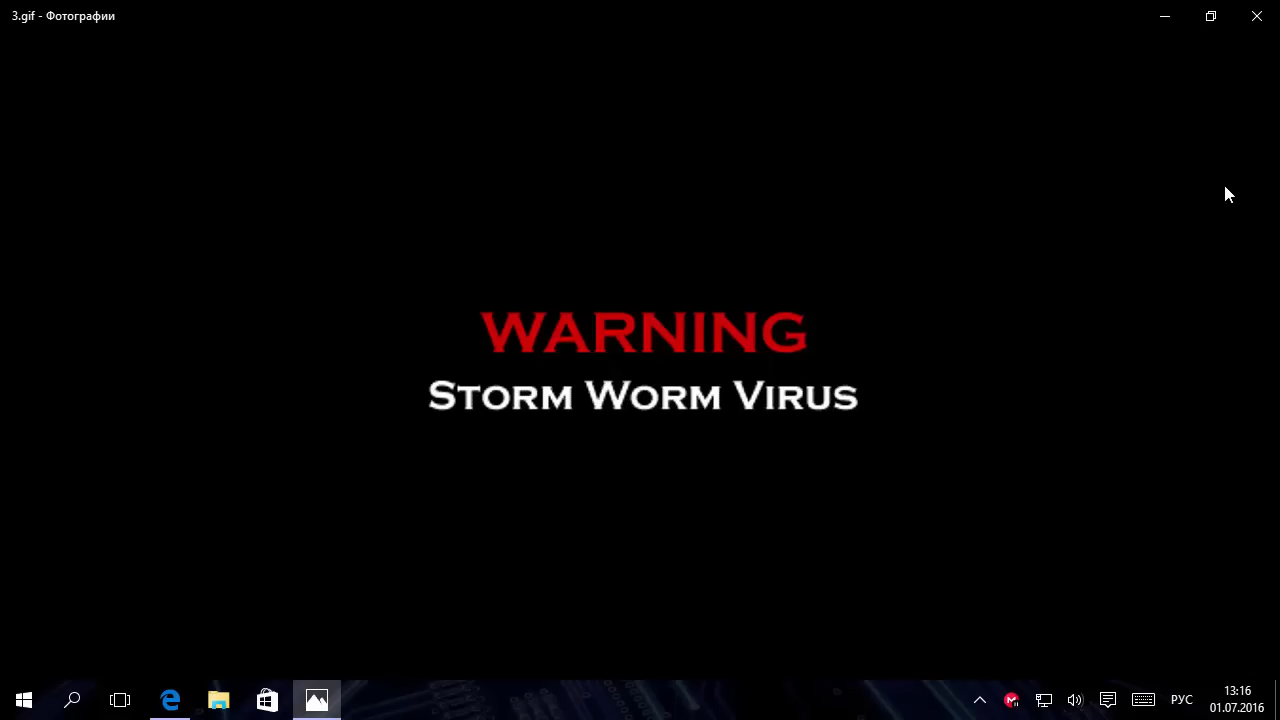 3.gif - Фотографии
WARNING
STORM WORM VIRUS
РУС
13:16
01.07.2016